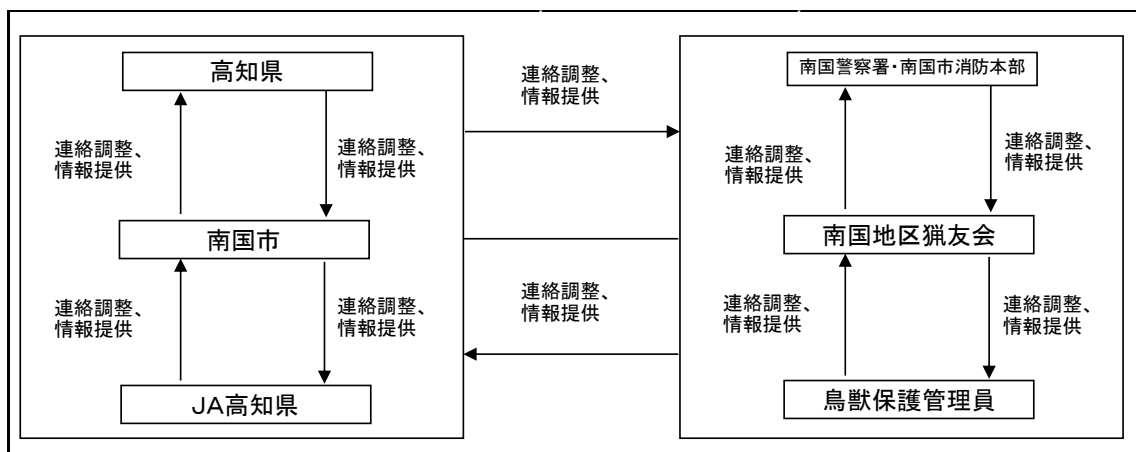 高知県
連絡調整、
情報提供
連絡調整、
情報提供
南国市
連絡調整、
情報提供
連絡調整、
情報提供
JA高知県
連絡調整、
情報提供
連絡調整、
情報提供
南国警察署・南国市消防本部
連絡調整、
情報提供
連絡調整、
情報提供
南国地区猟友会
連絡調整、
情報提供
連絡調整、
情報提供
鳥獣保護管理員